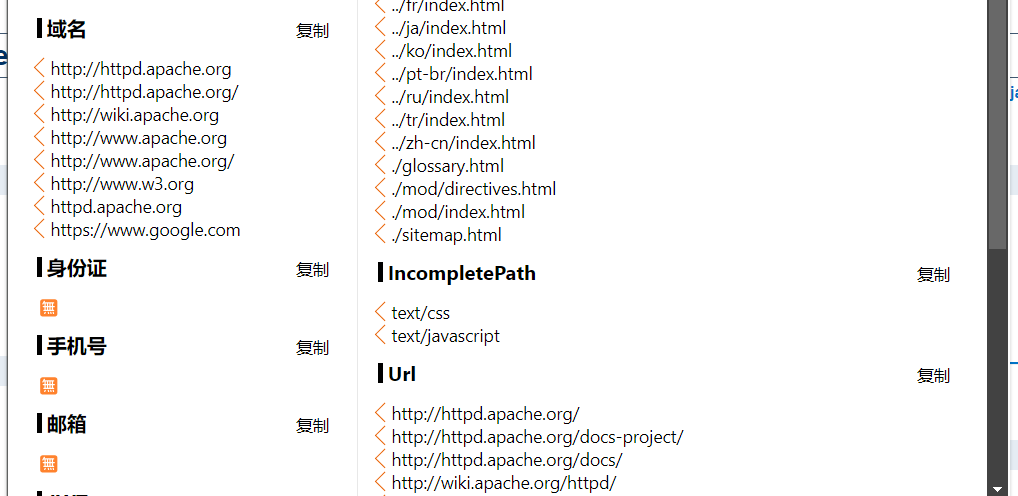 域名 复制
http://httpd.apache.org
http://httpd.apache.org/
http://wiki.apache.org
http://www.apache.org
http://www.apache.org/
http://www.w3.org
httpd.apache.org
https://www.google.com
身份证 复制
無
手机号 复制
無
邮箱 复制
無
../fr/index.html
../ja/index.html
../ko/index.html
../pt-br/index.html
../ru/index.html
../tr/index.html
../zh-cn/index.html
./glossary.html
./mod/directives.html
./mod/index.html
./sitemap.html
IncompletePath 复制
text/css
text/javascript
Url 复制
http://httpd.apache.org/
http://httpd.apache.org/docs-project/
http://httpd.apache.org/docs/
http://wiki.apache.org/httpd/